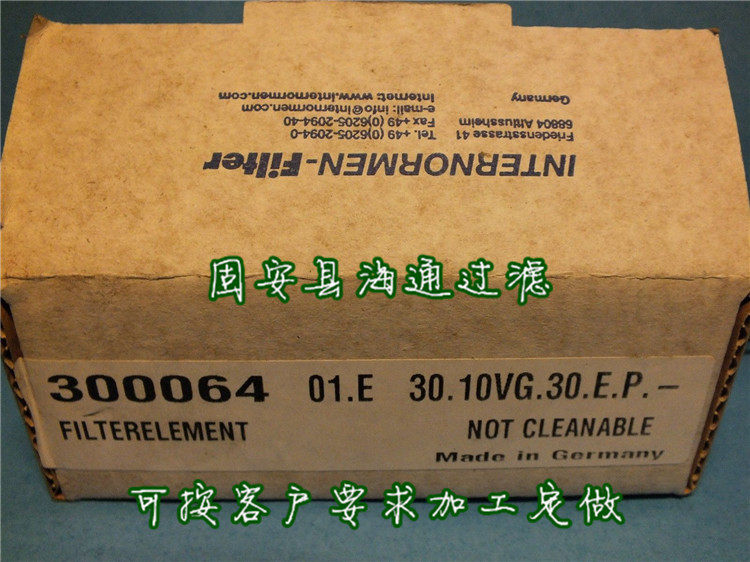 INTERNORMEN-Filter
Friedensstrasse 41
68804 Altlussheim
Germany
Tel. +49 (0)6205-2094-0
Fax +49 (0)6205-2094-40
e-mail: info@internormen.com
Internet: www.internormen.com
固安县沟通过滤
300064 01.E 30.10VG.30.E.P.-
FILTERELEMENT NOT CLEANABLE
Made in Germany
可按客户要求加工定做